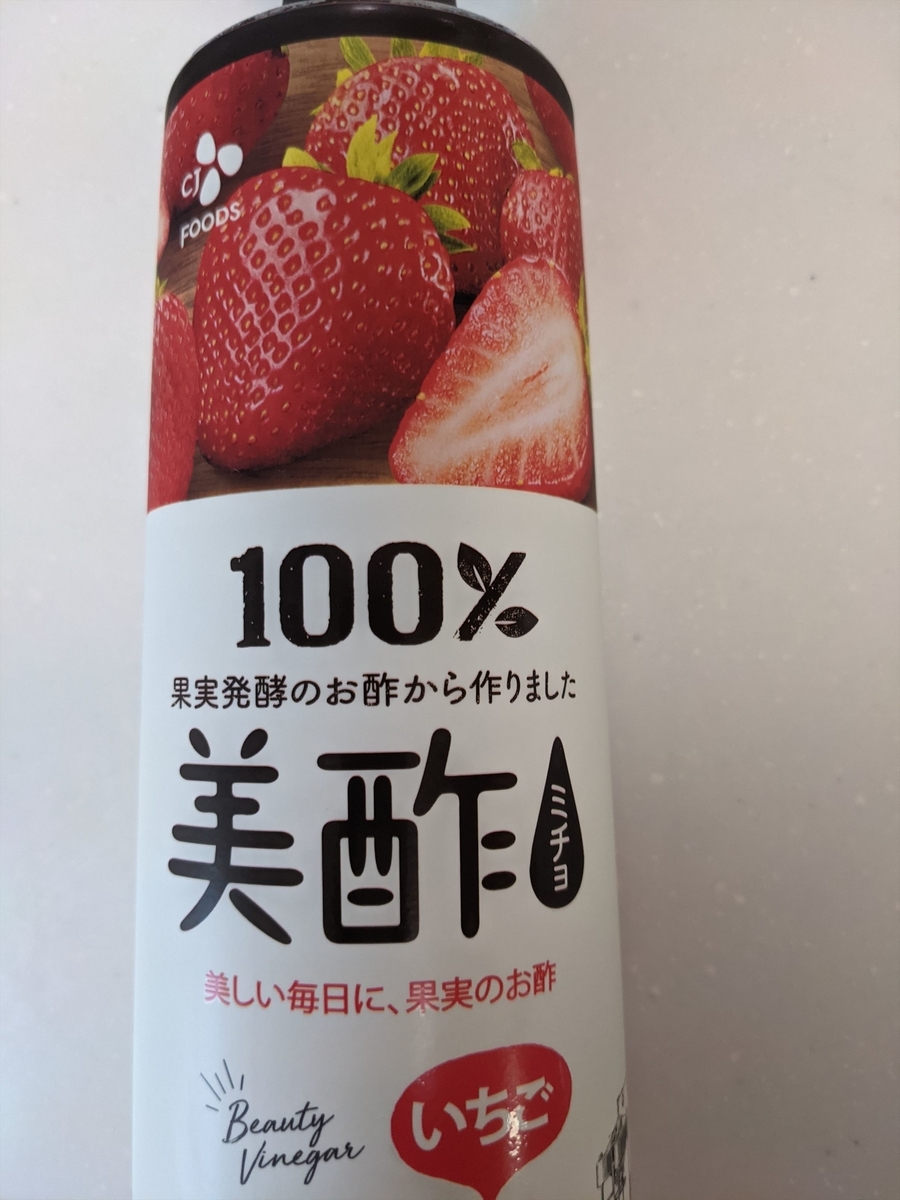 CJ
FOODS
100%
果実発酵のお酢から作りました
美酢
ミチョ
美しい毎日に、果実のお酢
Beauty
Vinegar
いちご